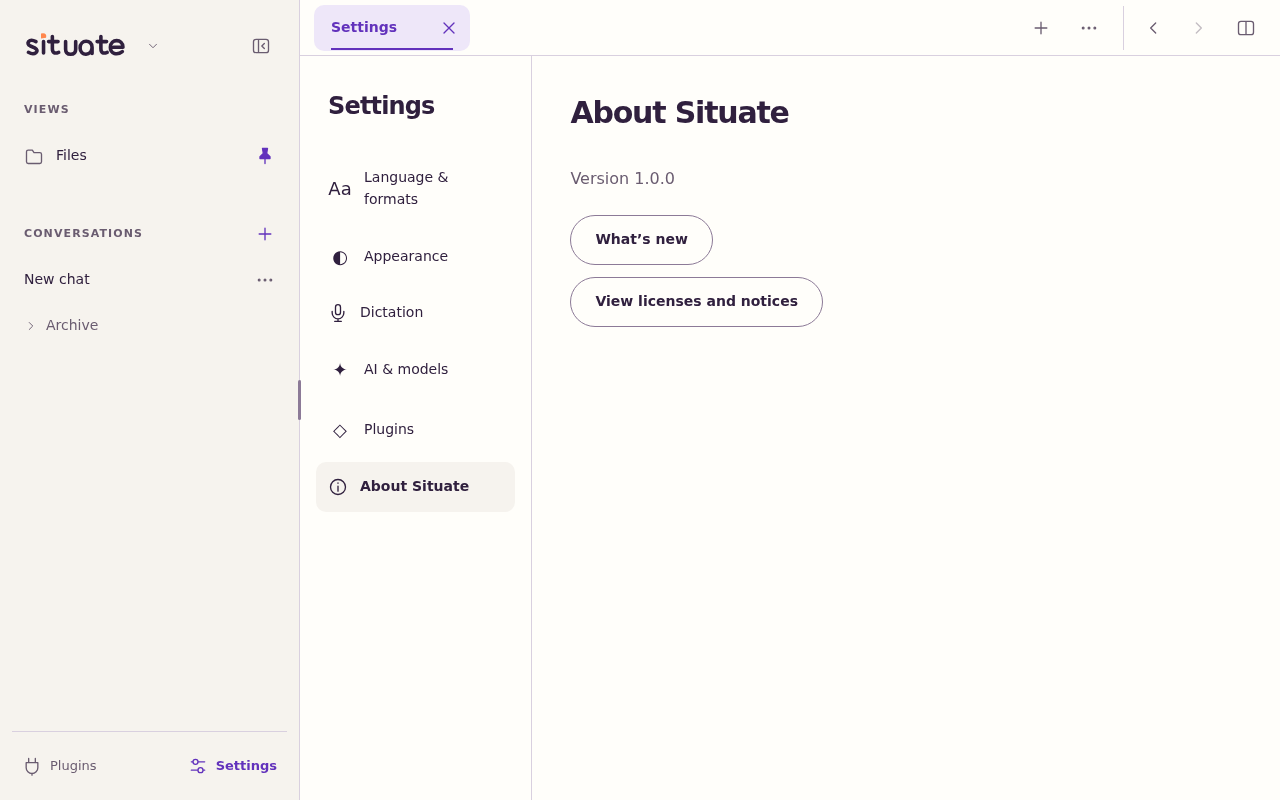 situate
VIEWS
Files
CONVERSATIONS
New chat
Archive
Plugins
Settings
Settings
Settings
Aa Language &
formats
Appearance
Dictation
AI & models
Plugins
About Situate
About Situate
Version 1.0.0
What’s new
View licenses and notices